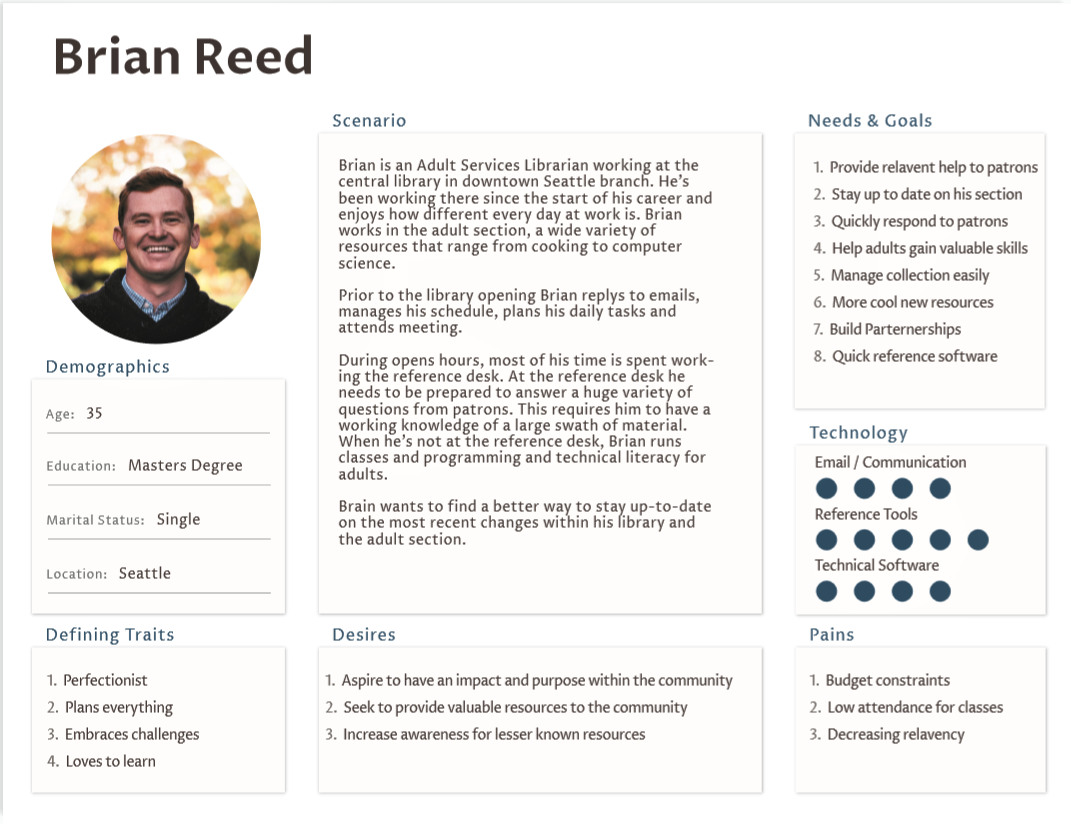 Brian Reed
Demographics
Age: 35
Education: Masters Degree
Marital Status: Single
Location: Seattle
Defining Traits
1. Perfectionist
2. Plans everything
3. Embraces challenges
4. Loves to learn
Scenario
Brian is an Adult Services Librarian working at the
central library in downtown Seattle branch. He's
been working there since the start of his career and
enjoys how different every day at work is. Brian
works in the adult section, a wide variety of
resources that range from cooking to computer
science.
Prior to the library opening Brian replys to emails,
manages his schedule, plans his daily tasks and
attends meeting.
During opens hours, most of his time is spent work-
ing the reference desk. At the reference desk he
needs to be prepared to answer a huge variety of
questions from patrons. This requires him to have a
working knowledge of a large swath of material.
When he's not at the reference desk, Brian runs
classes and programming and technical literacy for
adults.
Brain wants to find a better way to stay up-to-date
on the most recent changes within his library and
the adult section.
Desires
1. Aspire to have an impact and purpose within the community
2. Seek to provide valuable resources to the community
3. Increase awareness for lesser known resources
Needs & Goals
1. Provide relavent help to patrons
2. Stay up to date on his section
3. Quickly respond to patrons
4. Help adults gain valuable skills
5. Manage collection easily
6. More cool new resources
7. Build Parternerships
8. Quick reference software
Technology
Email / Communication
Reference Tools
Technical Software
Pains
1. Budget constraints
2. Low attendance for classes
3. Decreasing relavency